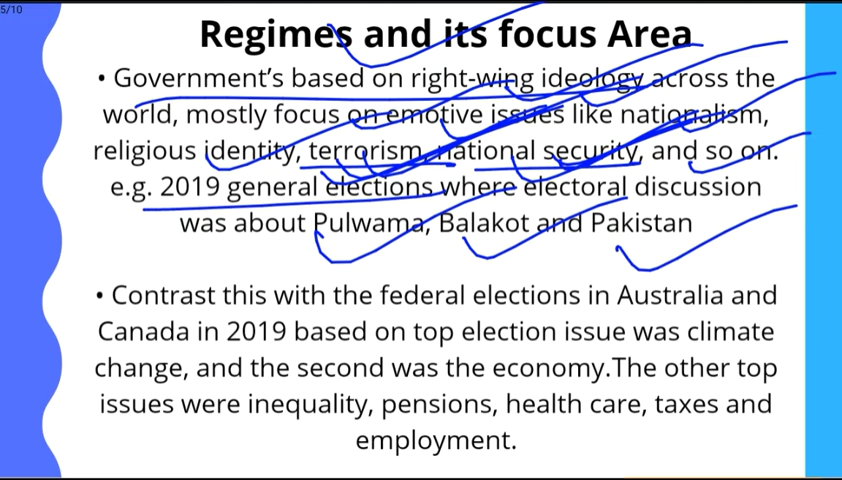 5/10
Regimes and its focus Area
• Government's based on right-wing ideology across the
world, mostly focus on emotive issues like nationalism,
religious identity, terrorism, national security, and so on.
e.g. 2019 general elections where electoral discussion
was about Pulwama, Balakot and Pakistan
• Contrast this with the federal elections in Australia and
Canada in 2019 based on top election issue was climate
change, and the second was the economy.The other top
issues were inequality, pensions, health care, taxes and
employment.